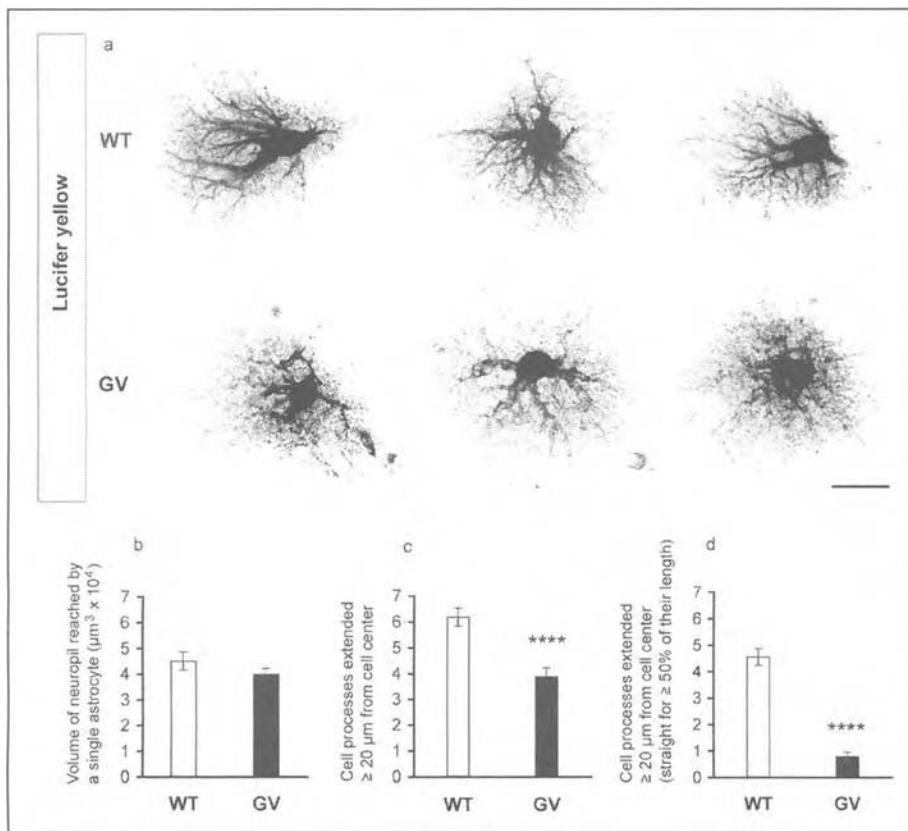 a
Lucifer yellow
WT
GV
b
Volume of neuropil reached by
a single astrocyte (µm³ x 10⁴)
7
6
5
4
3
2
1
0
WT
GV
c
Cell processes extended
≥ 20 µm from cell center
7
6
5
4
3
2
1
0
****
WT
GV
d
Cell processes extended
≥ 20 µm from cell center
(straight for ≥ 50% of their length)
7
6
5
4
3
2
1
0
****
WT
GV